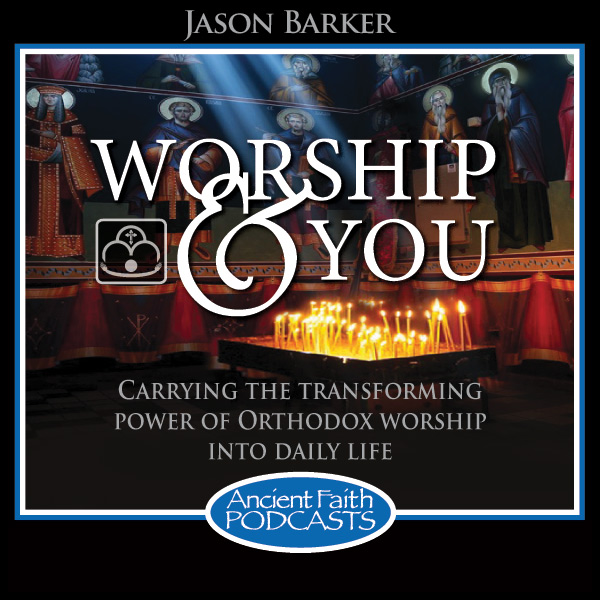 JASON BARKER
WORSHIP
& YOU
CARRYING THE TRANSFORMING
POWER OF ORTHODOX WORSHIP
INTO DAILY LIFE
Ancient Faith
PODCASTS